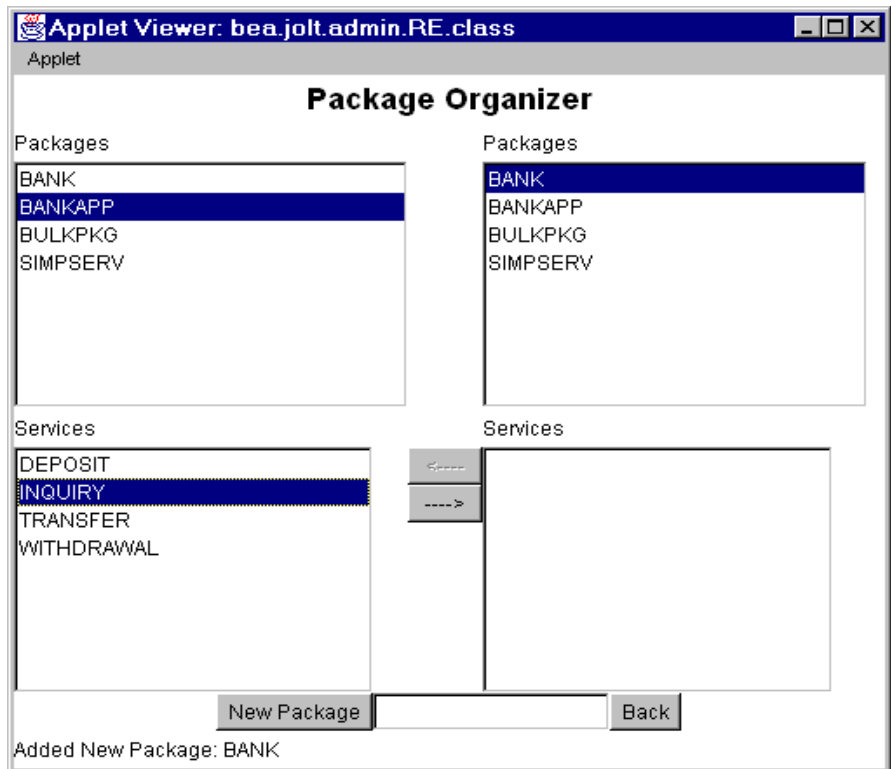 Applet Viewer: bea.jolt.admin.RE.class
Applet
Package Organizer
Packages
BANK
BANKAPP
BULKPKG
SIMPSERV
Packages
BANK
BANKAPP
BULKPKG
SIMPSERV
Services
DEPOSIT
INQUIRY
TRANSFER
WITHDRAWAL
<----
---->
Services
New Package
Back
Added New Package: BANK